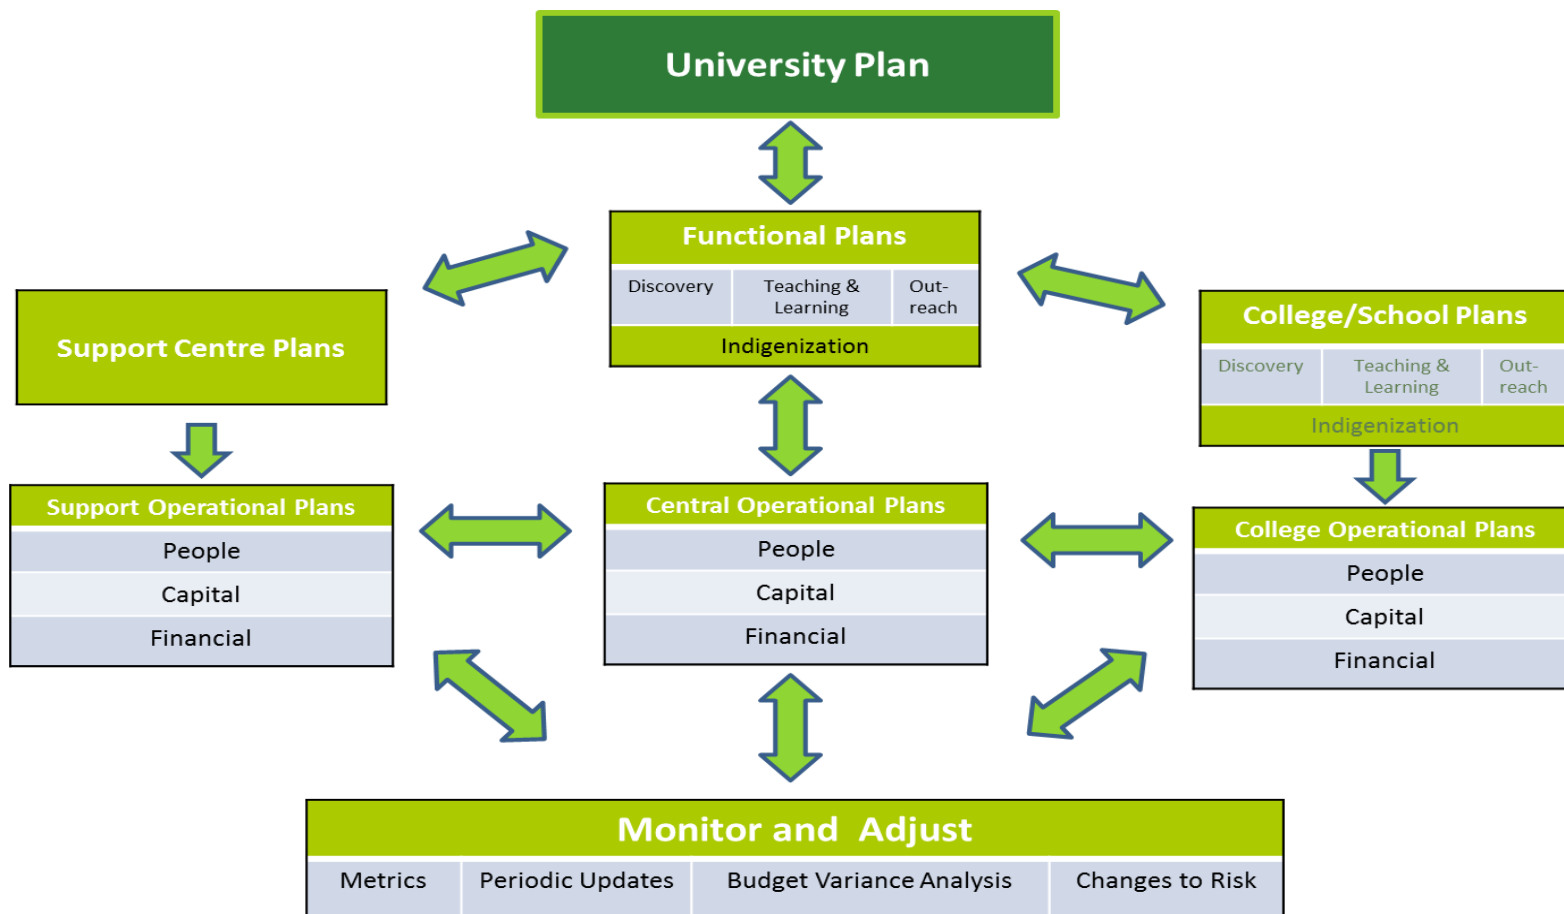 University Plan
Functional Plans
Discovery
Teaching &
Learning
Out-
reach
Indigenization
Support Centre Plans
College/School Plans
Discovery
Teaching &
Learning
Out-
reach
Indigenization
Support Operational Plans
People
Capital
Financial
Central Operational Plans
People
Capital
Financial
College Operational Plans
People
Capital
Financial
Monitor and Adjust
Metrics
Periodic Updates
Budget Variance Analysis
Changes to Risk